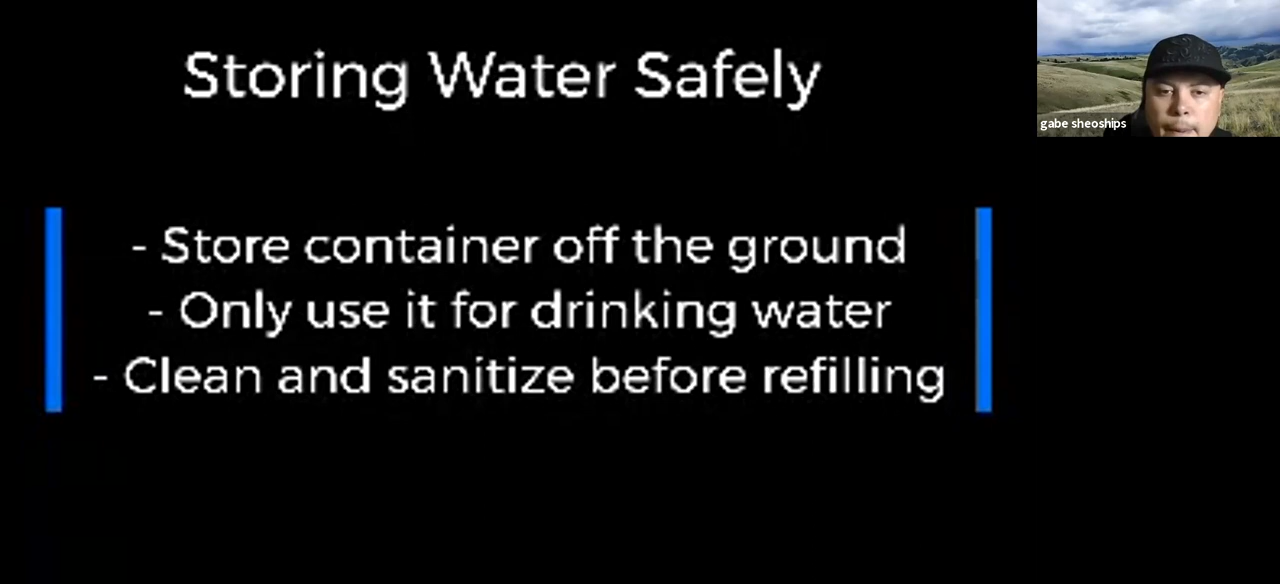 Storing Water Safely
gabe sheoships
- Store container off the ground
- Only use it for drinking water
- Clean and sanitize before refilling